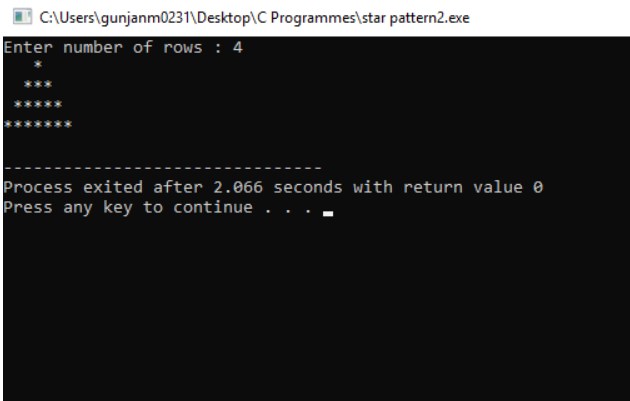 C:\Users\gunjanm0231\Desktop\C Programmes\star pattern2.exe
Enter number of rows : 4
   *
  ***
 *****
*******
--------------------------------
Process exited after 2.066 seconds with return value 0
Press any key to continue . . .